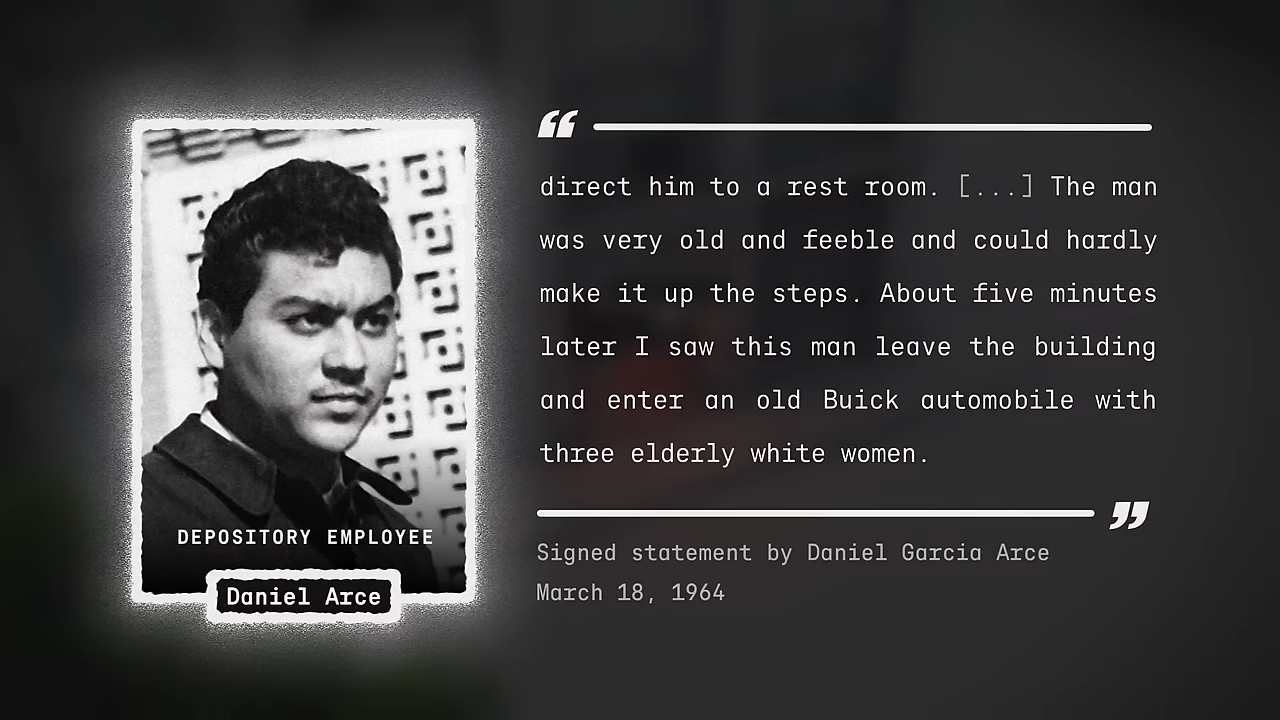 “
direct him to a rest room. [...] The man
was very old and feeble and could hardly
make it up the steps. About five minutes
later I saw this man leave the building
and enter an old Buick automobile with
three elderly white women.
”
Signed statement by Daniel Garcia Arce
March 18, 1964
DEPOSITORY EMPLOYEE
Daniel Arce